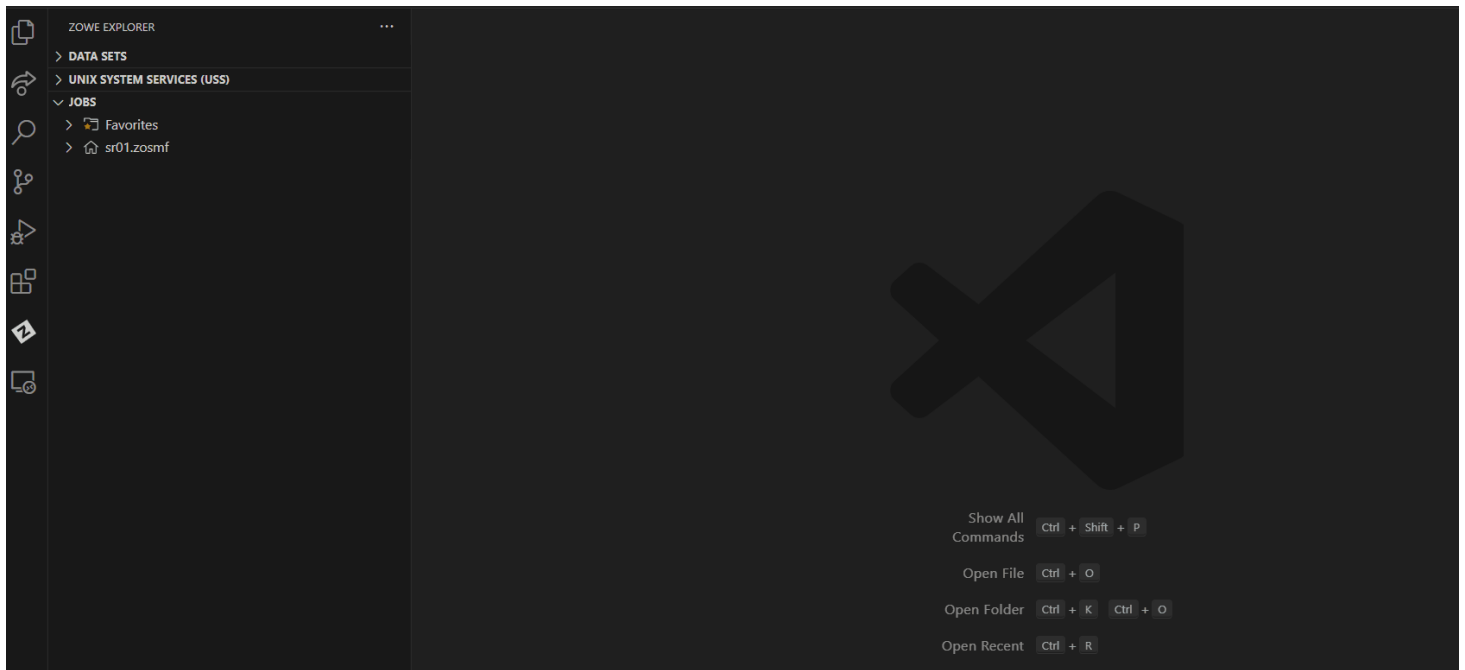 ZOWE EXPLORER ...
DATA SETS
UNIX SYSTEM SERVICES (USS)
JOBS
Favorites
sr01.zosmf
Show All Commands Ctrl + Shift + P
Open File Ctrl + O
Open Folder Ctrl + K Ctrl + O
Open Recent Ctrl + R